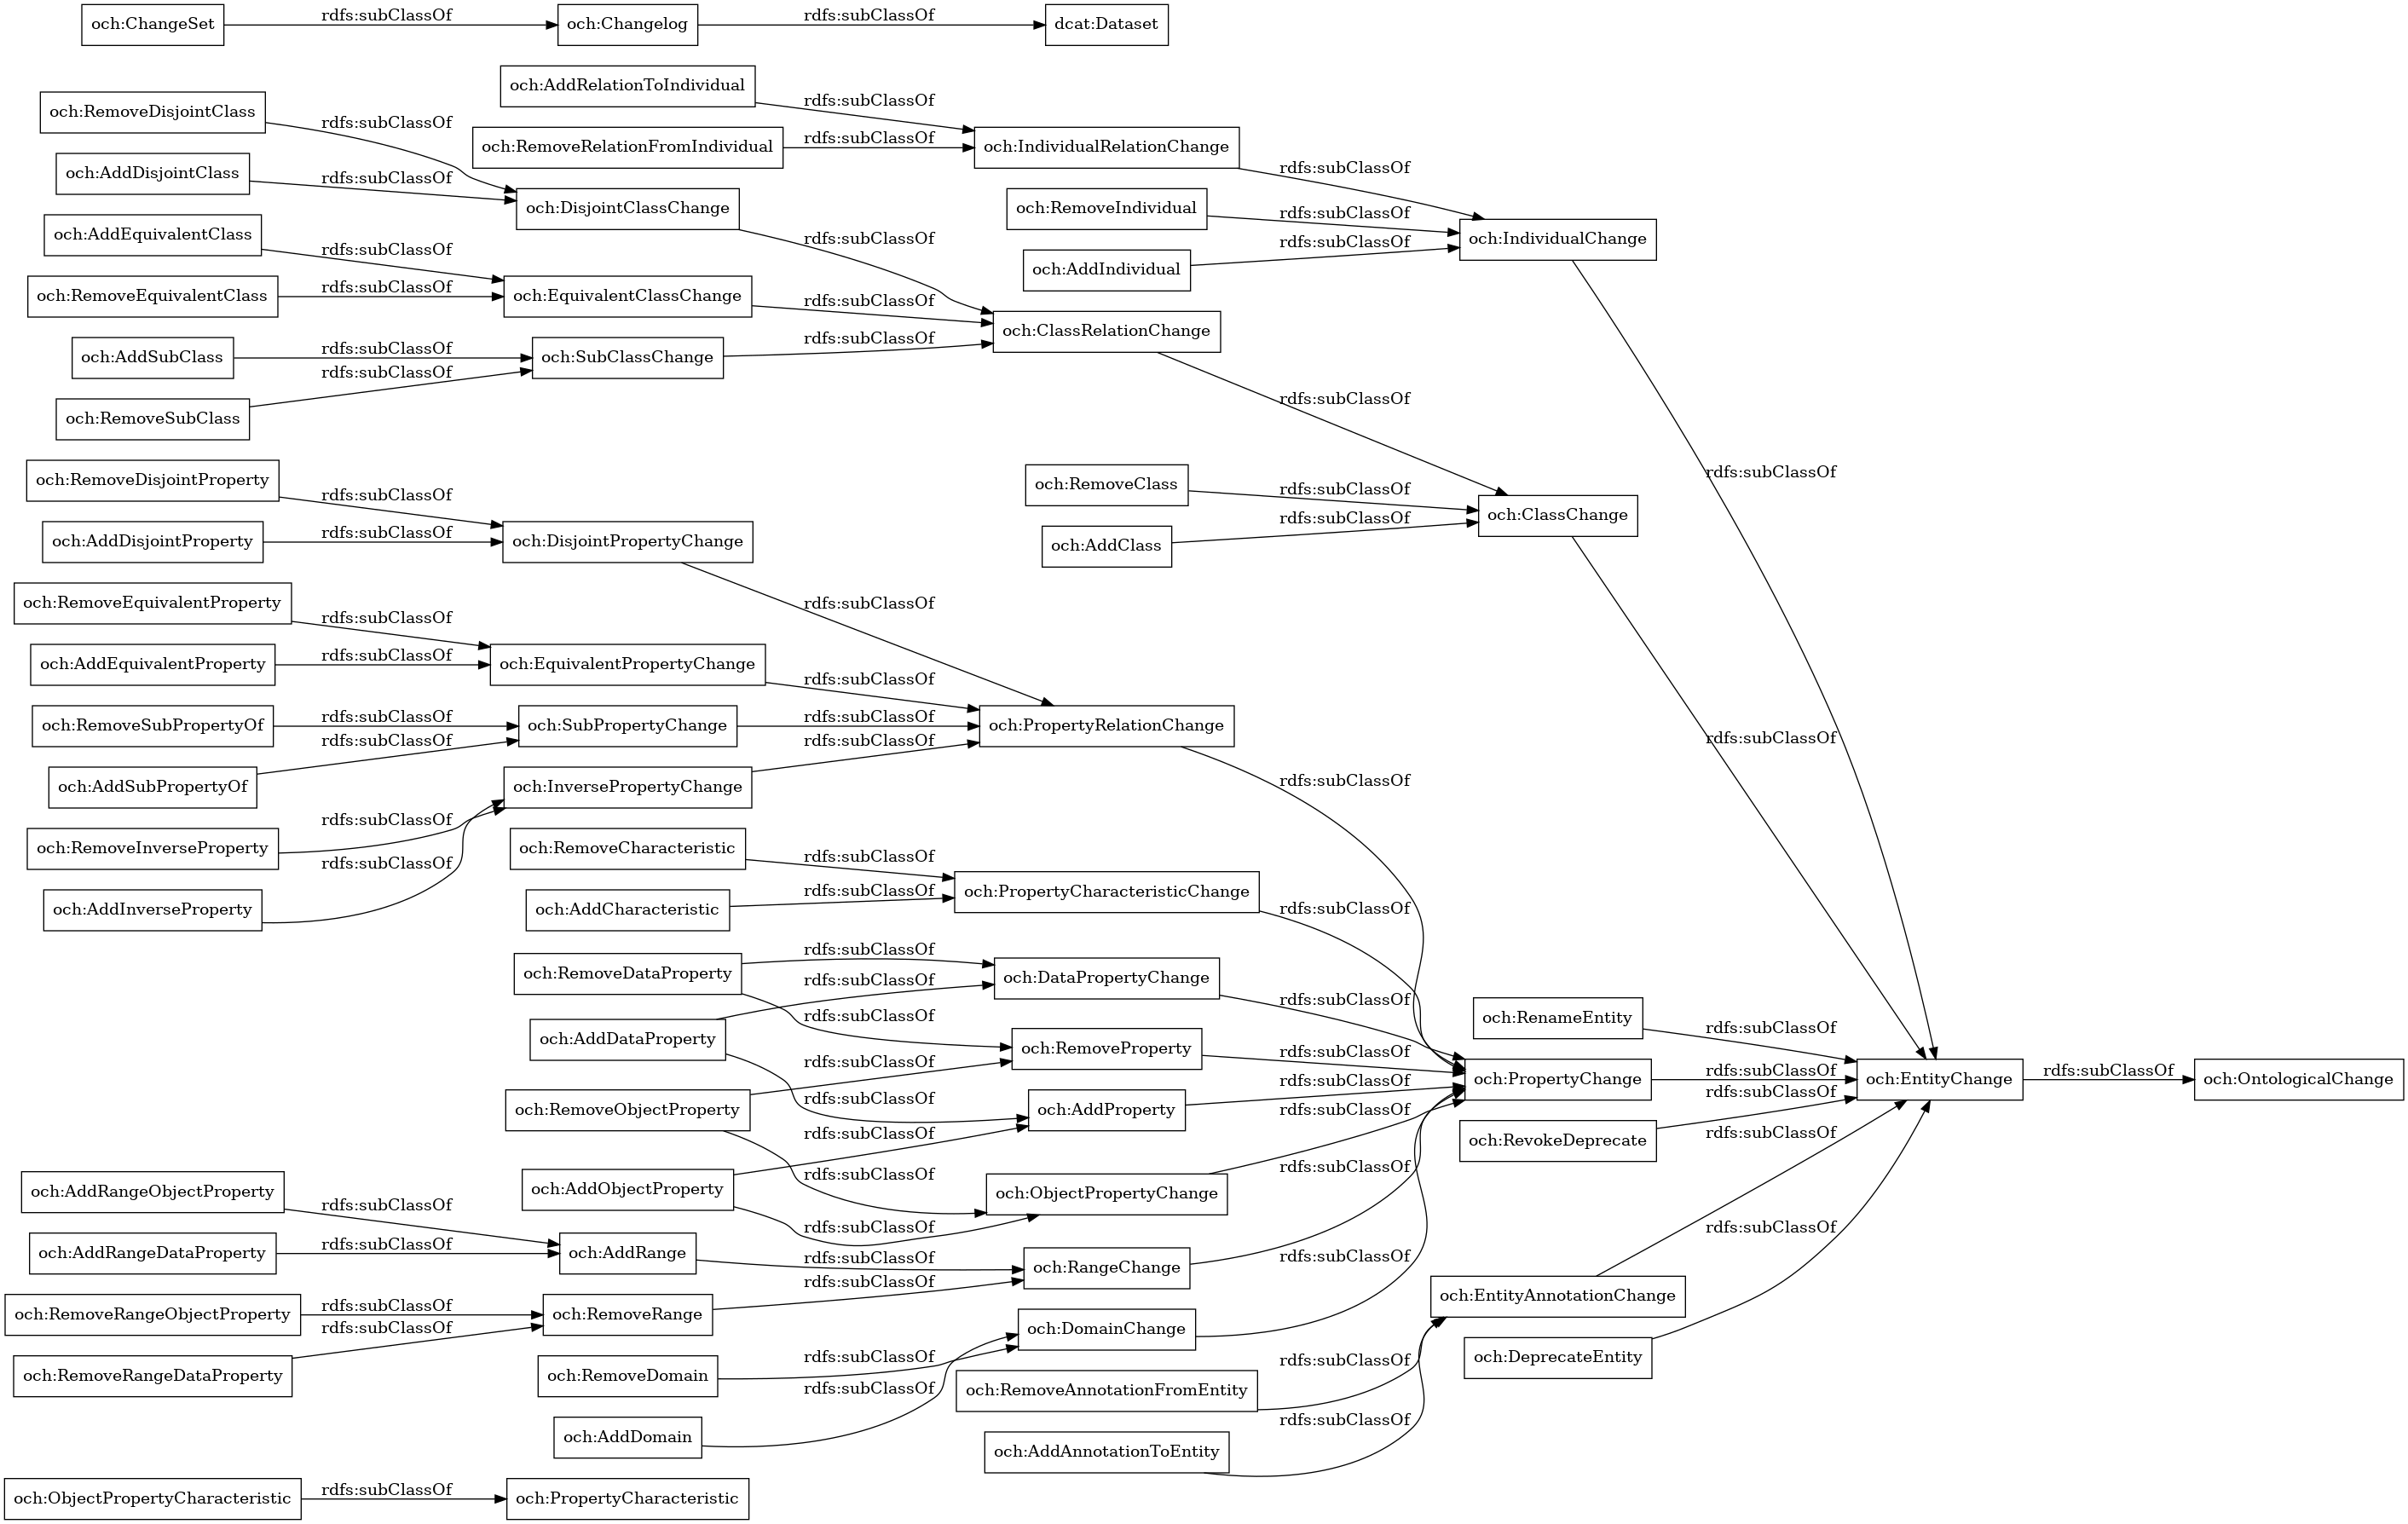 och:ChangeSet
rdfs:subClassOf
och:Changelog
rdfs:subClassOf
dcat:Dataset
och:AddRelationToIndividual
rdfs:subClassOf
och:RemoveRelationFromIndividual
rdfs:subClassOf
och:IndividualRelationChange
rdfs:subClassOf
och:RemoveDisjointClass
rdfs:subClassOf
och:AddDisjointClass
rdfs:subClassOf
och:DisjointClassChange
rdfs:subClassOf
och:RemoveIndividual
rdfs:subClassOf
och:AddIndividual
rdfs:subClassOf
och:IndividualChange
rdfs:subClassOf
och:AddEquivalentClass
rdfs:subClassOf
och:RemoveEquivalentClass
rdfs:subClassOf
och:EquivalentClassChange
rdfs:subClassOf
och:AddSubClass
rdfs:subClassOf
och:RemoveSubClass
rdfs:subClassOf
och:SubClassChange
rdfs:subClassOf
och:ClassRelationChange
rdfs:subClassOf
och:RemoveClass
rdfs:subClassOf
och:AddClass
rdfs:subClassOf
och:ClassChange
rdfs:subClassOf
och:RemoveDisjointProperty
rdfs:subClassOf
och:AddDisjointProperty
rdfs:subClassOf
och:DisjointPropertyChange
rdfs:subClassOf
och:RemoveEquivalentProperty
rdfs:subClassOf
och:AddEquivalentProperty
rdfs:subClassOf
och:EquivalentPropertyChange
rdfs:subClassOf
och:RemoveSubPropertyOf
rdfs:subClassOf
och:AddSubPropertyOf
rdfs:subClassOf
och:SubPropertyChange
rdfs:subClassOf
och:RemoveInverseProperty
rdfs:subClassOf
och:AddInverseProperty
rdfs:subClassOf
och:InversePropertyChange
rdfs:subClassOf
och:PropertyRelationChange
rdfs:subClassOf
och:RemoveCharacteristic
rdfs:subClassOf
och:AddCharacteristic
rdfs:subClassOf
och:PropertyCharacteristicChange
rdfs:subClassOf
och:RemoveDataProperty
rdfs:subClassOf
rdfs:subClassOf
och:AddDataProperty
rdfs:subClassOf
rdfs:subClassOf
och:DataPropertyChange
rdfs:subClassOf
och:RemoveObjectProperty
rdfs:subClassOf
rdfs:subClassOf
och:RemoveProperty
rdfs:subClassOf
och:AddProperty
rdfs:subClassOf
och:AddObjectProperty
rdfs:subClassOf
rdfs:subClassOf
och:ObjectPropertyChange
rdfs:subClassOf
och:AddRangeObjectProperty
rdfs:subClassOf
och:AddRangeDataProperty
rdfs:subClassOf
och:AddRange
rdfs:subClassOf
och:RemoveRangeObjectProperty
rdfs:subClassOf
och:RemoveRangeDataProperty
rdfs:subClassOf
och:RemoveRange
rdfs:subClassOf
och:RangeChange
rdfs:subClassOf
och:RemoveDomain
rdfs:subClassOf
och:AddDomain
rdfs:subClassOf
och:DomainChange
rdfs:subClassOf
och:RenameEntity
rdfs:subClassOf
och:PropertyChange
rdfs:subClassOf
och:RevokeDeprecate
rdfs:subClassOf
och:EntityChange
rdfs:subClassOf
och:OntologicalChange
och:RemoveAnnotationFromEntity
rdfs:subClassOf
och:AddAnnotationToEntity
rdfs:subClassOf
och:EntityAnnotationChange
rdfs:subClassOf
och:DeprecateEntity
rdfs:subClassOf
och:ObjectPropertyCharacteristic
rdfs:subClassOf
och:PropertyCharacteristic